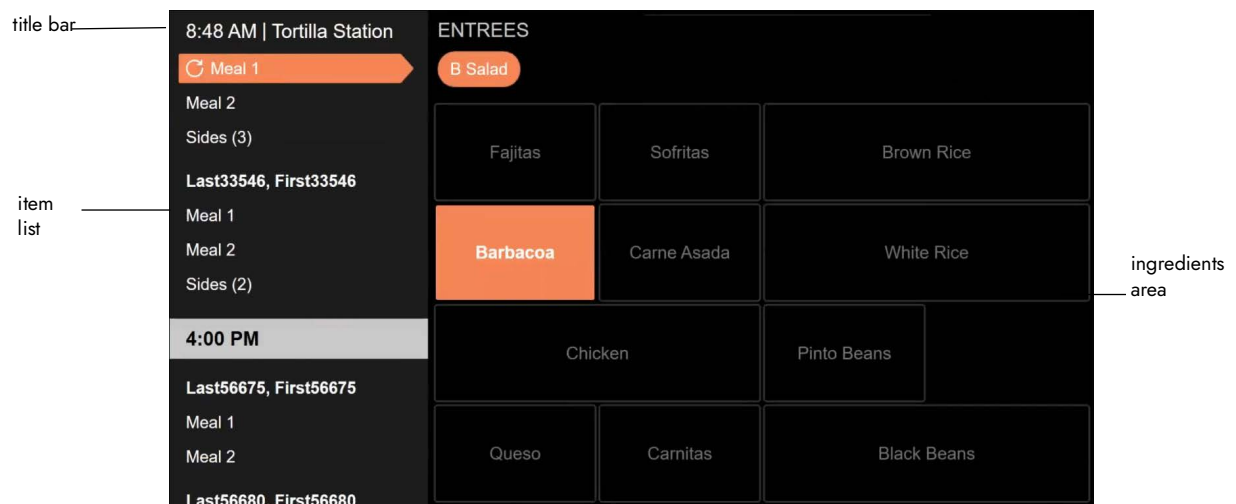 title bar
8:48 AM | Tortilla Station
Meal 1
Meal 2
Sides (3)
Last33546, First33546
item
list
Meal 1
Meal 2
Sides (2)
4:00 PM
Last56675, First56675
Meal 1
Meal 2
Last56680, First56680
ENTREES
B Salad
Fajitas
Sofritas
Brown Rice
Barbacoa
Carne Asada
White Rice
Chicken
Pinto Beans
Queso
Carnitas
Black Beans
ingredients
area